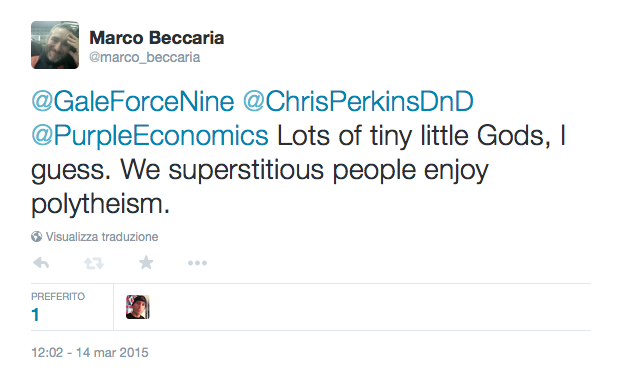 Marco Beccaria
@marco_beccaria
@GaleForceNine @ChrisPerkinsDnD
@PurpleEconomics Lots of tiny little Gods, I
guess. We superstitious people enjoy
polytheism.
Visualizza traduzione
PREFERITO
1
12:02 - 14 mar 2015